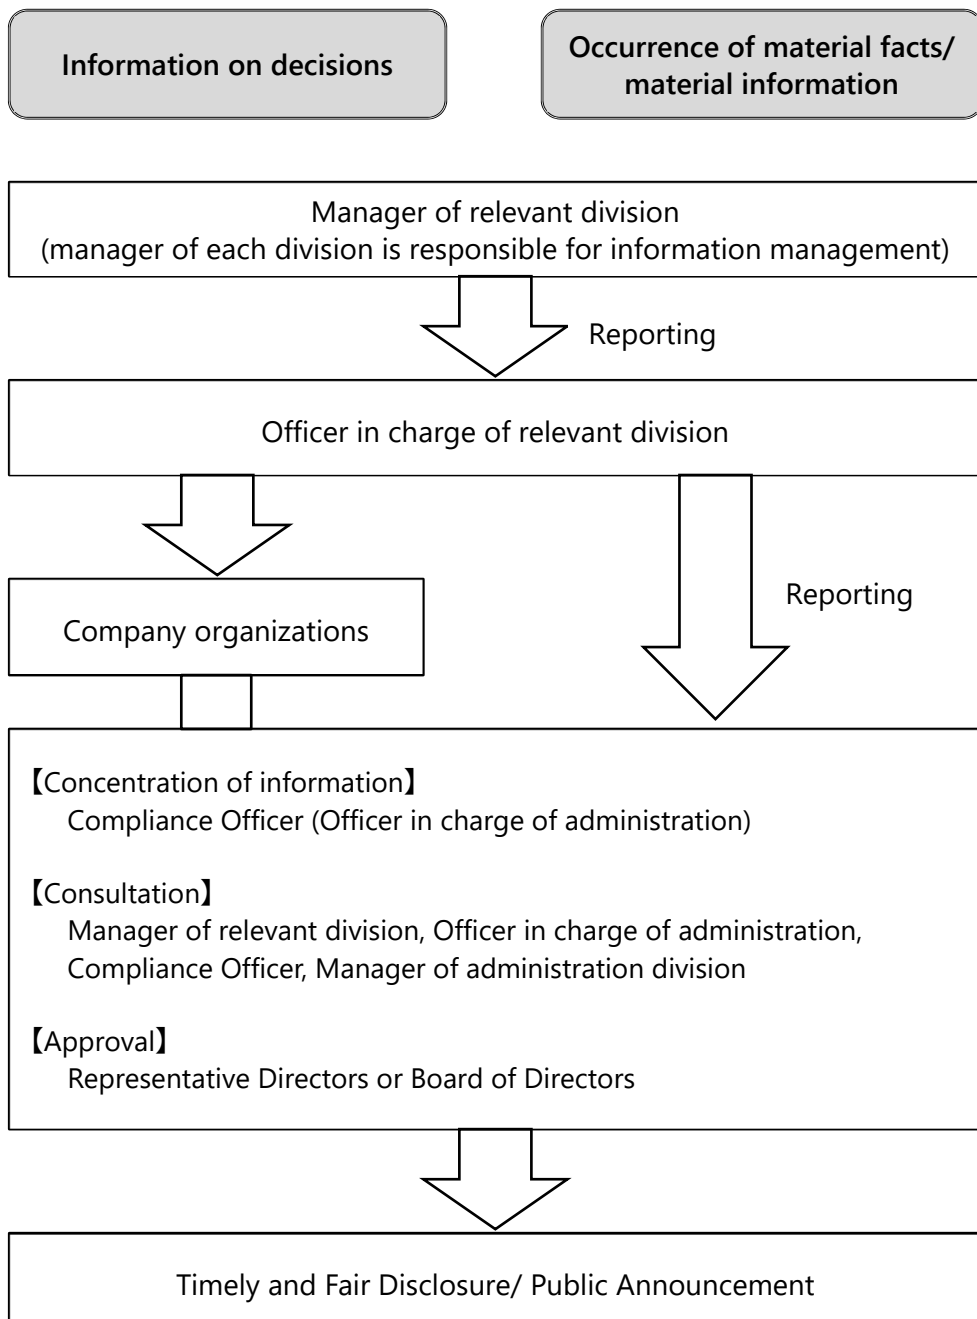 Information on decisions
Occurrence of material facts/
material information
Manager of relevant division
(manager of each division is responsible for information management)
Reporting
Officer in charge of relevant division
Reporting
Company organizations
【Concentration of information】
Compliance Officer (Officer in charge of administration)
【Consultation】
Manager of relevant division, Officer in charge of administration,
Compliance Officer, Manager of administration division
【Approval】
Representative Directors or Board of Directors
Timely and Fair Disclosure/ Public Announcement